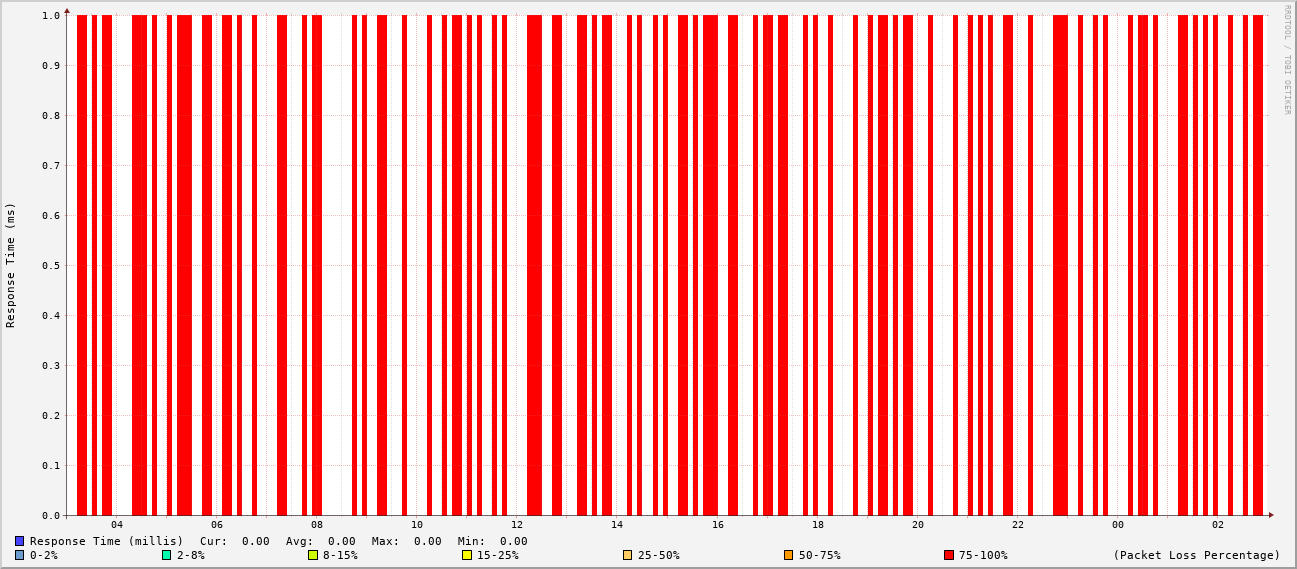 RRDTOOL / TOBI OETIKER
Response Time (ms)
1.0
0.9
0.8
0.7
0.6
0.5
0.4
0.3
0.2
0.1
0.0
04 06 08 10 12 14 16 18 20 22 00 02
Response Time (millis) Cur: 0.00 Avg: 0.00 Max: 0.00 Min: 0.00
0-2% 2-8% 8-15% 15-25% 25-50% 50-75% 75-100% (Packet Loss Percentage)